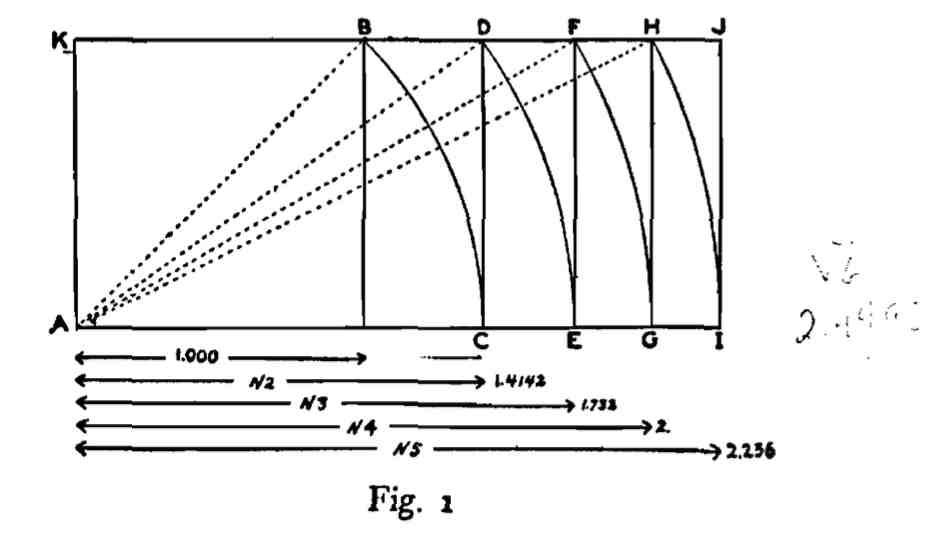 K B D F H J
A C E G I
1.000
√2 1.4142
√3 1.732
√4 2.
√5 2.236
Fig. 1